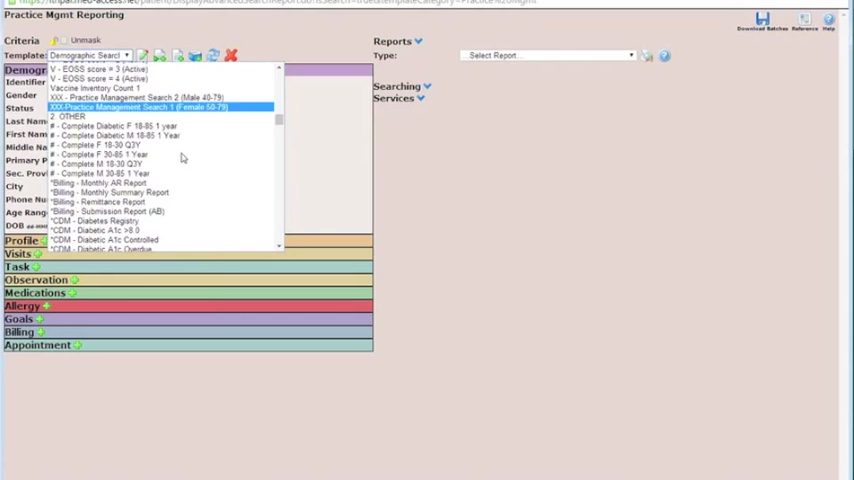 Practice Mgmt Reporting
Download Batches Reference Help
Criteria Unmask
Template: Demographic Searcl
Reports
Type: ...Select Report...
Searching
Services
Demogr
Identifier
Gender
Status
Last Nam
First Nam
Middle Na
Primary P
Sec. Provi
City
Phone Nu
Age Rang
DOB
V - EOSS score = 3 (Active)
V - EOSS score = 4 (Active)
Vaccine Inventory Count 1
XXX - Practice Management Search 2 (Male 40-79)
XXX-Practice Management Search 1 (Female 50-79)
2. OTHER
# - Complete Diabetic F 18-85 1 year
# - Complete Diabetic M 18-85 1 Year
# - Complete F 18-30 Q3Y
# - Complete F 30-85 1 Year
# - Complete M 18-30 Q3Y
# - Complete M 30-85 1 Year
*Billing - Monthly AR Report
*Billing - Monthly Summary Report
*Billing - Remittance Report
*Billing - Submission Report (AB)
*CDM - Diabetes Registry
*CDM - Diabetic A1c >8.0
*CDM - Diabetic A1c Controlled
*CDM - Diabetic A1c Overdue
Profile
Visits
Task
Observation
Medications
Allergy
Goals
Billing
Appointment